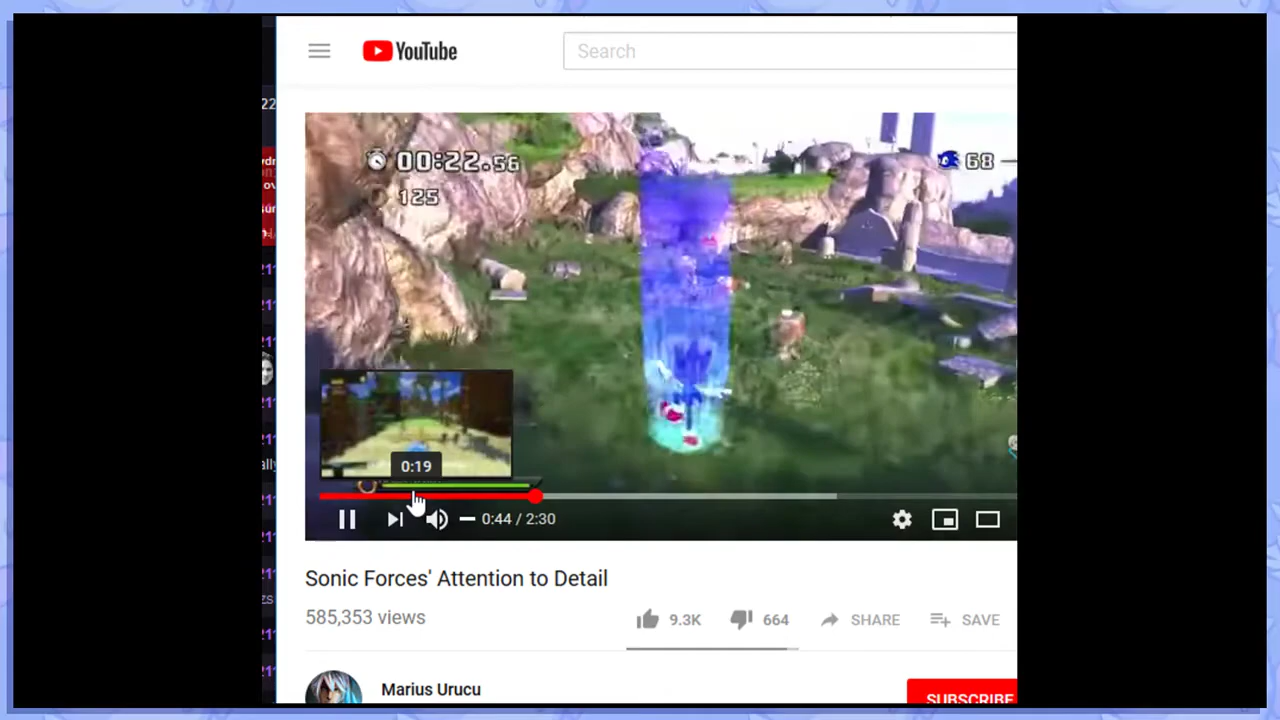 YouTube
Search
22
00:22.56
68
125
0:19
0:44 / 2:30
Sonic Forces' Attention to Detail
585,353 views
9.3K
664
SHARE
SAVE
Marius Urucu
SUBSCRIBE